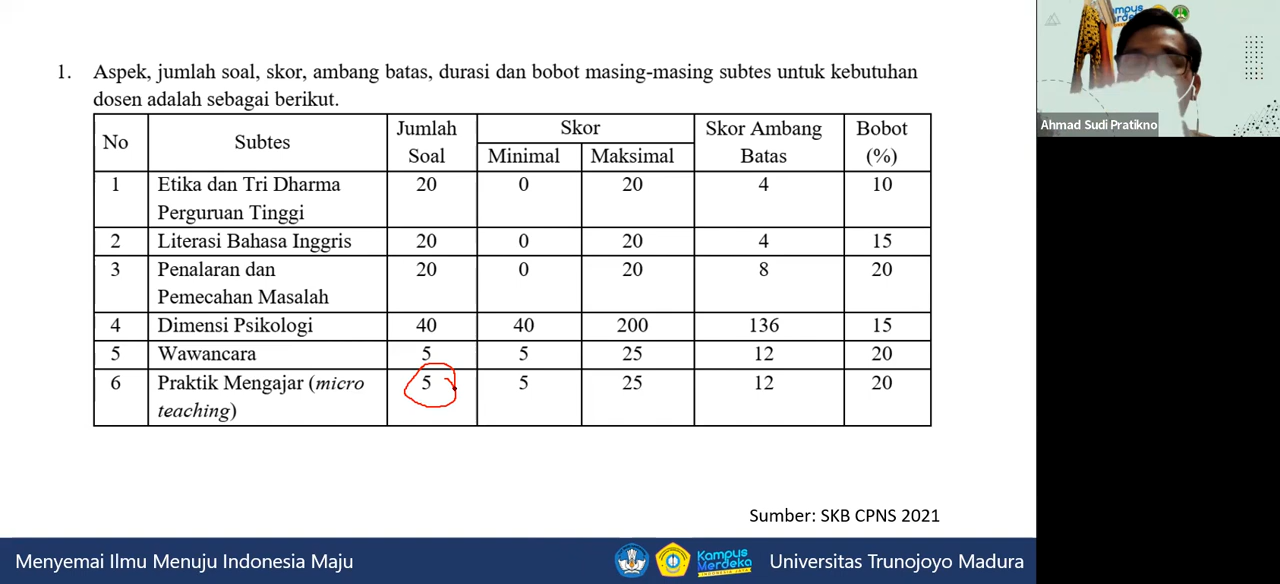 1. Aspek, jumlah soal, skor, ambang batas, durasi dan bobot masing-masing subtes untuk kebutuhan
dosen adalah sebagai berikut.
No Subtes Jumlah Soal Skor Skor Ambang Batas Bobot (%)
Minimal Maksimal
1 Etika dan Tri Dharma 20 0 20 4 10
Perguruan Tinggi
2 Literasi Bahasa Inggris 20 0 20 4 15
3 Penalaran dan 20 0 20 8 20
Pemecahan Masalah
4 Dimensi Psikologi 40 40 200 136 15
5 Wawancara 5 5 25 12 20
6 Praktik Mengajar (micro 5 5 25 12 20
teaching)
Sumber: SKB CPNS 2021
Menyemai Ilmu Menuju Indonesia Maju
Kampus
Merdeka
Universitas Trunojoyo Madura
Ahmad Sudi Pratikno